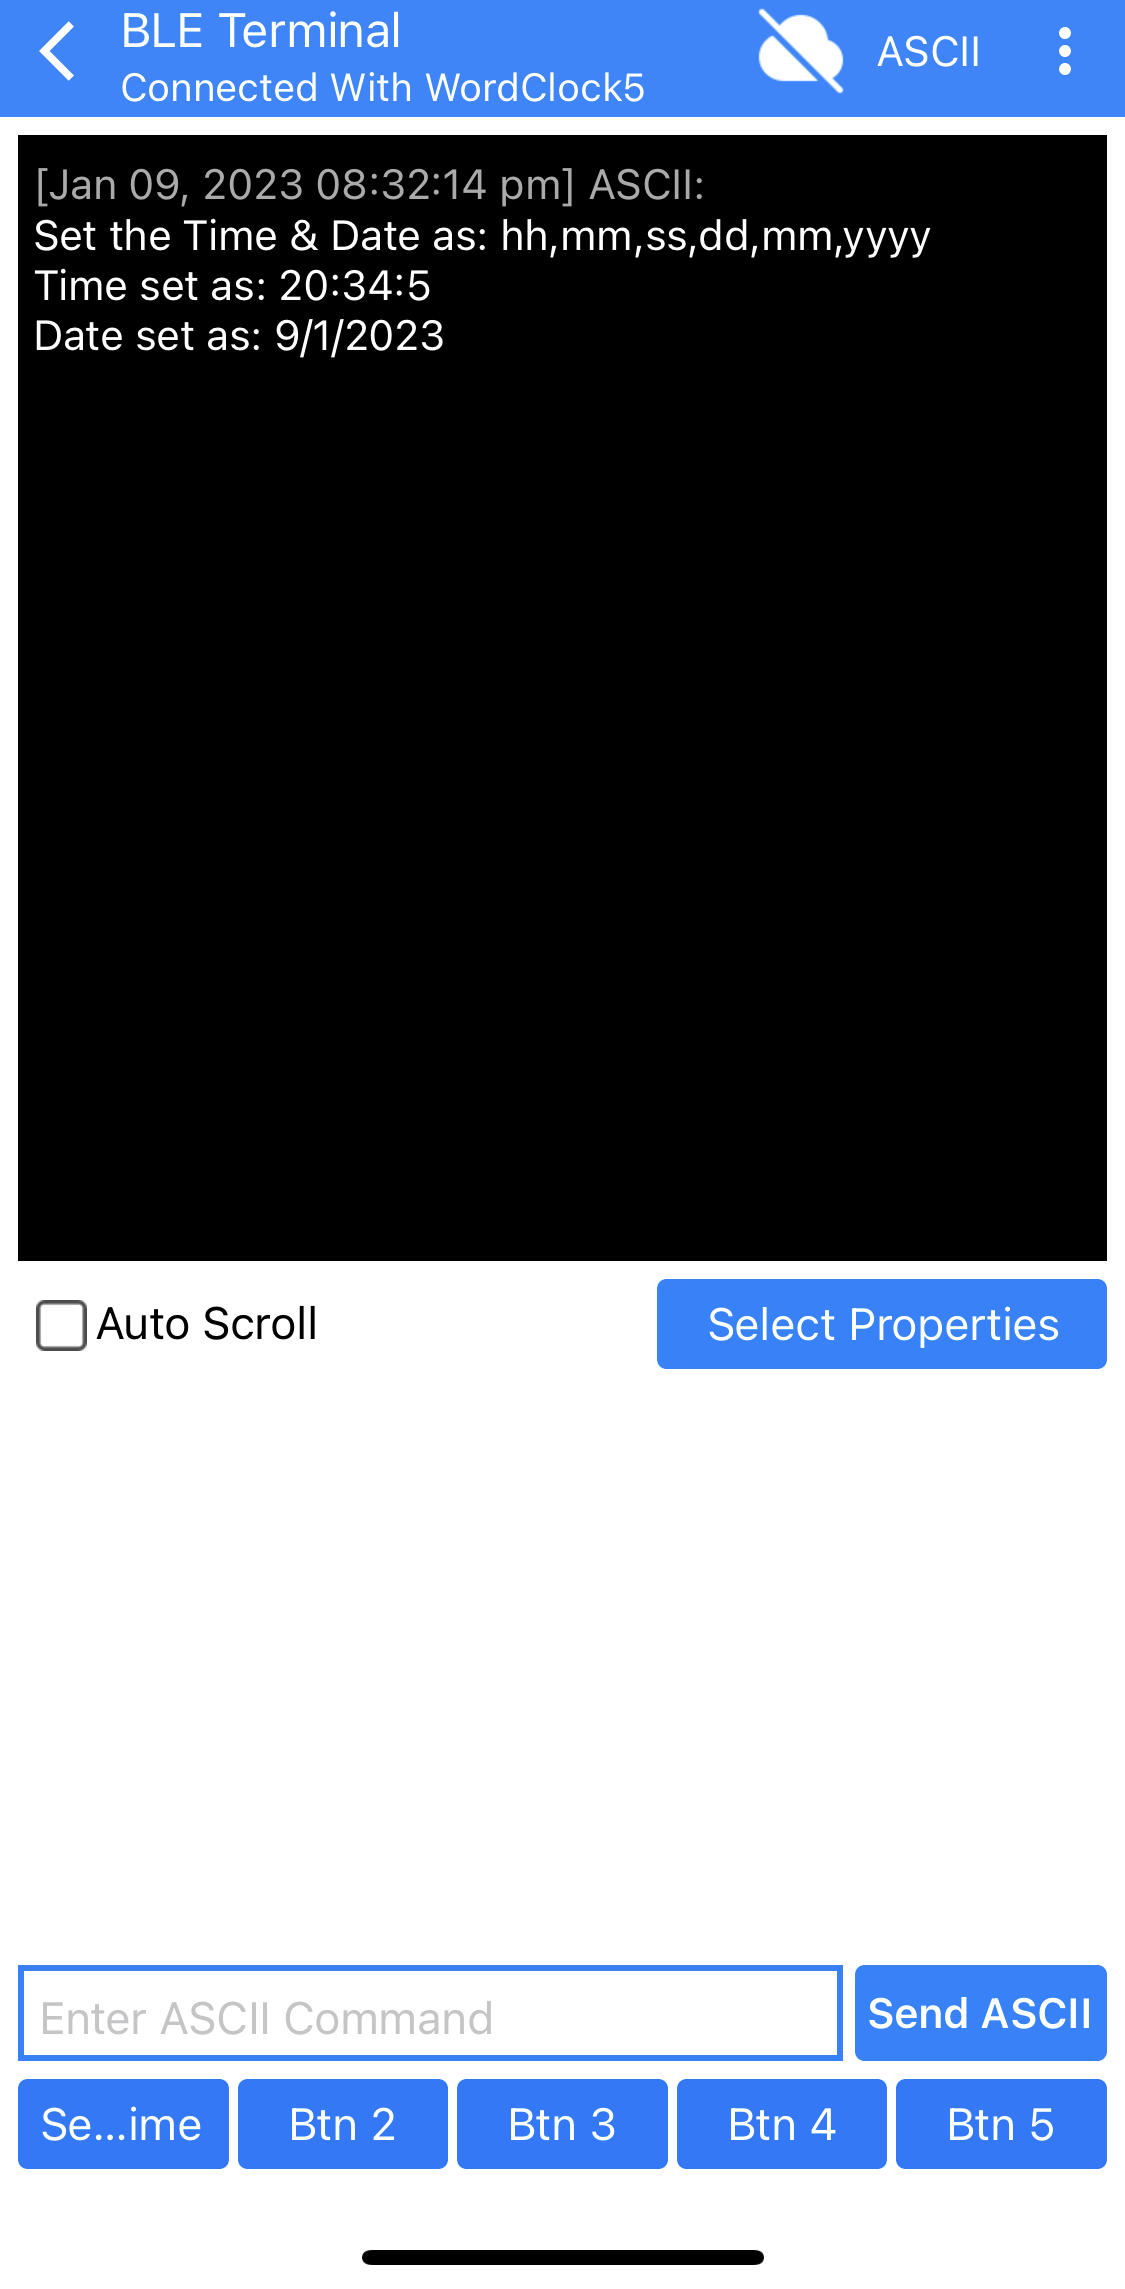 BLE Terminal
Connected With WordClock5
ASCII
[Jan 09, 2023 08:32:14 pm] ASCII:
Set the Time & Date as: hh,mm,ss,dd,mm,yyyy
Time set as: 20:34:5
Date set as: 9/1/2023
Auto Scroll
Select Properties
Enter ASCII Command
Send ASCII
Se...ime
Btn 2
Btn 3
Btn 4
Btn 5